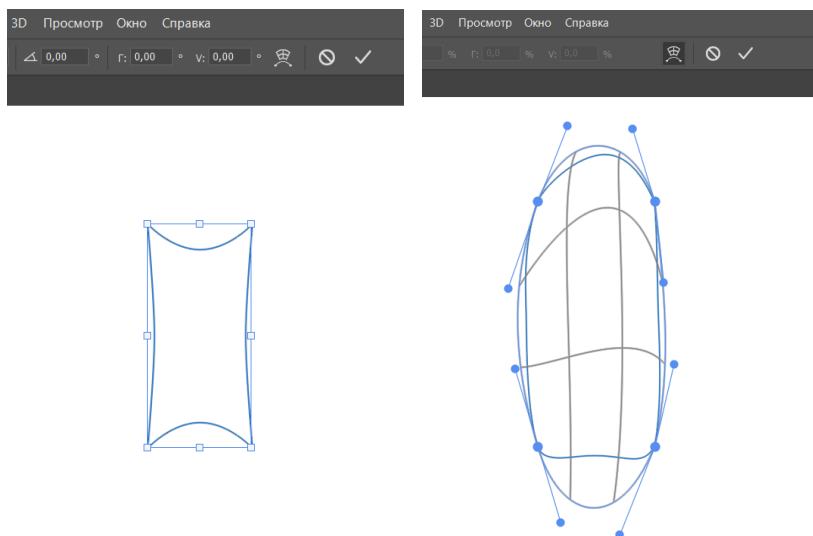 3D Просмотр Окно Справка
0,00 ° Г: 0,00 ° V: 0,00 °
3D Просмотр Окно Справка
% Г: 0,0 % V: 0,0 %